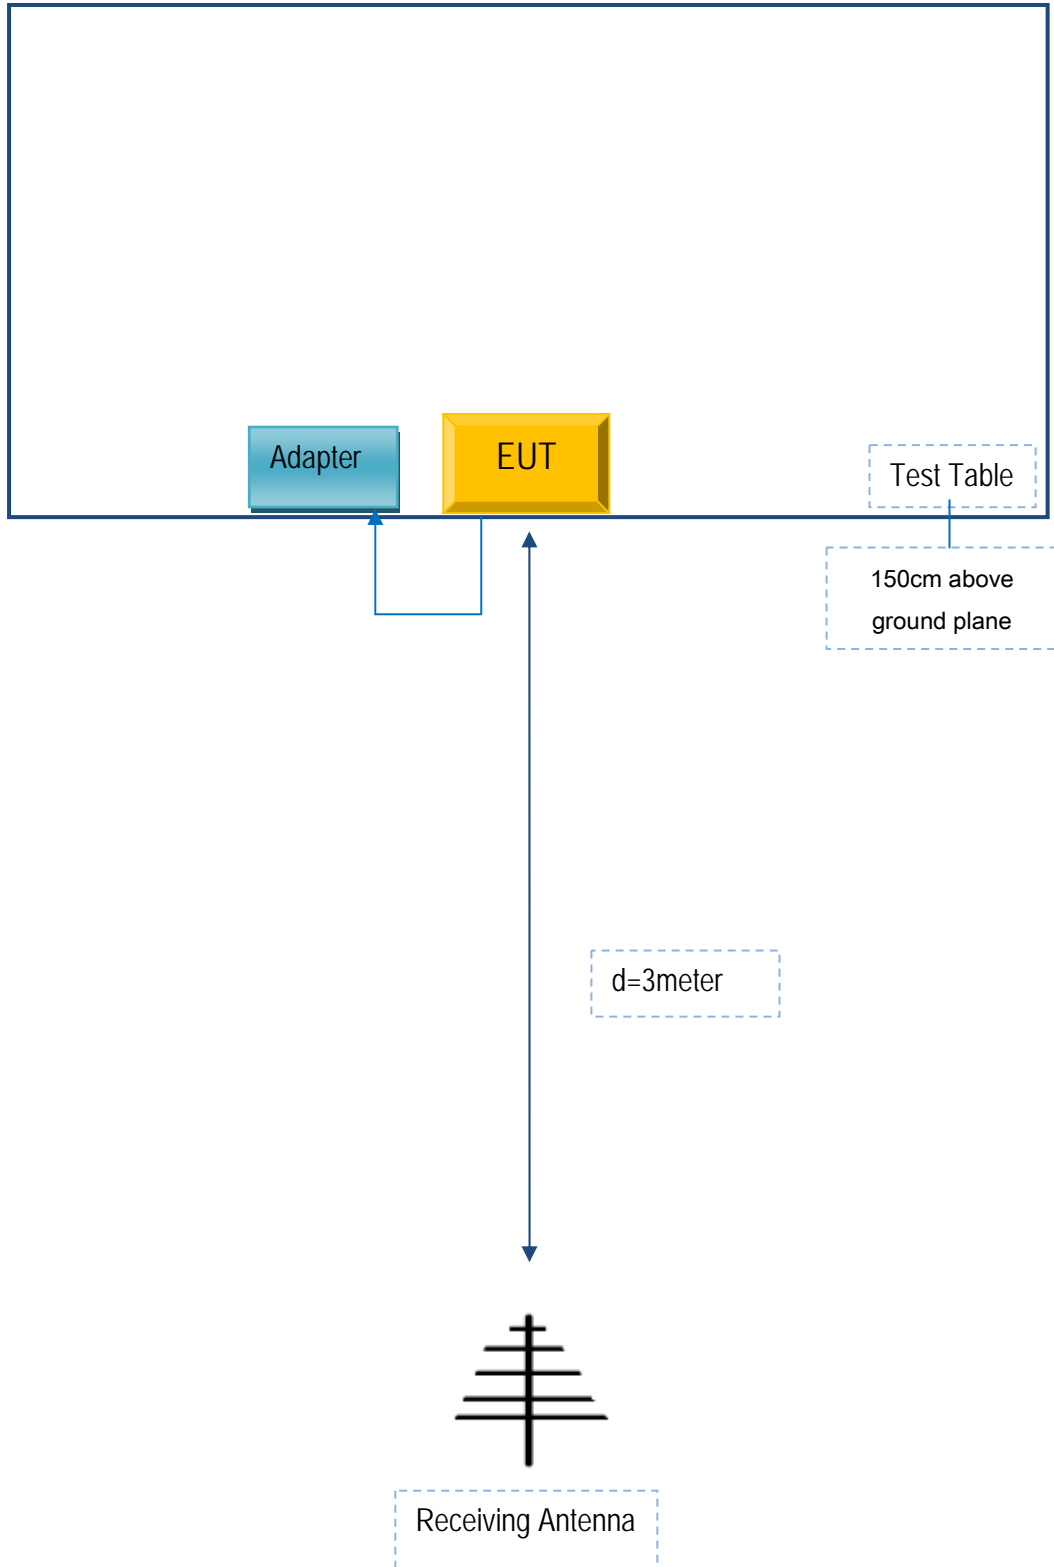 Adapter
EUT
Test Table
150cm above
ground plane
d=3meter
Receiving Antenna